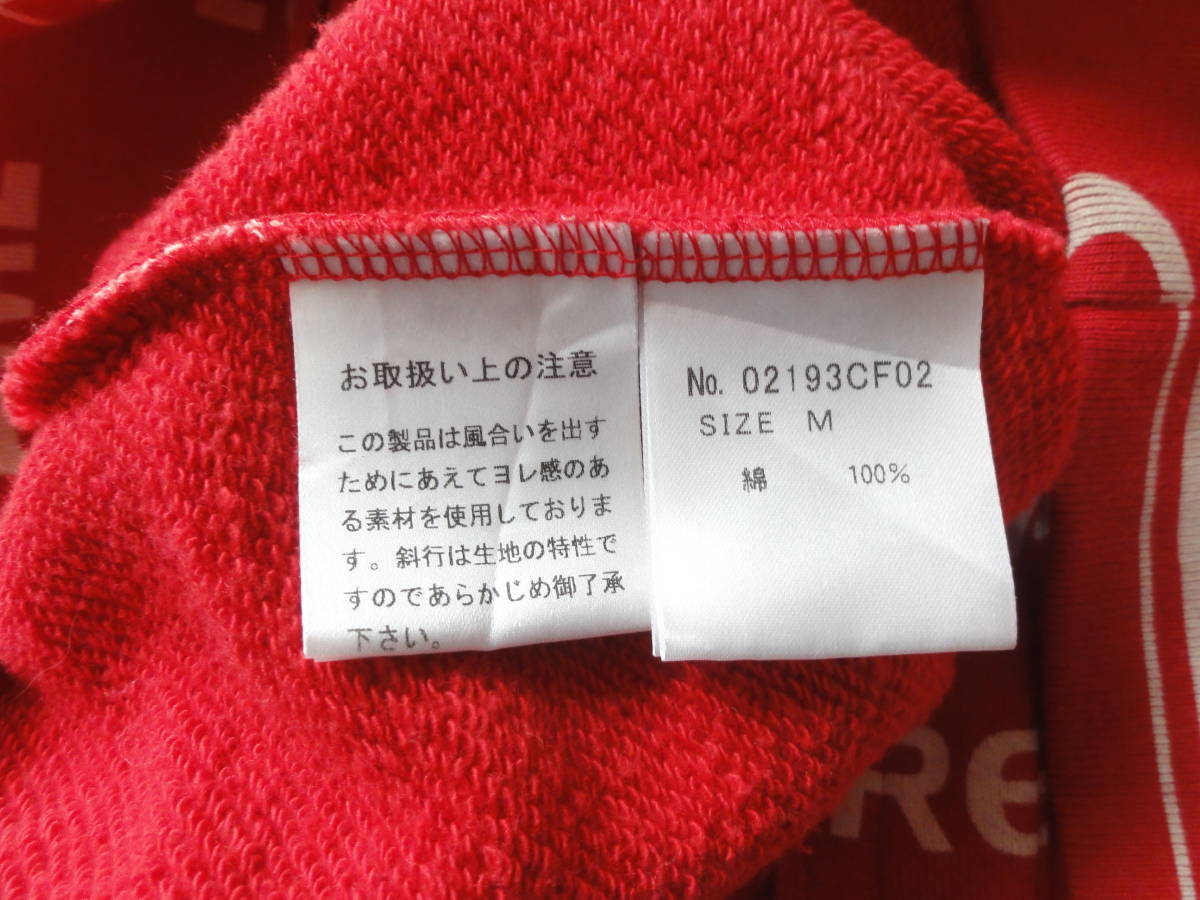 お取扱い上の注意
この製品は風合いを出す
ためにあえてヨレ感のあ
る素材を使用しておりま
す。斜行は生地の特性で
すのであらかじめ御了承
下さい。
No. 02193CF02
SIZE M
綿 100%
Re